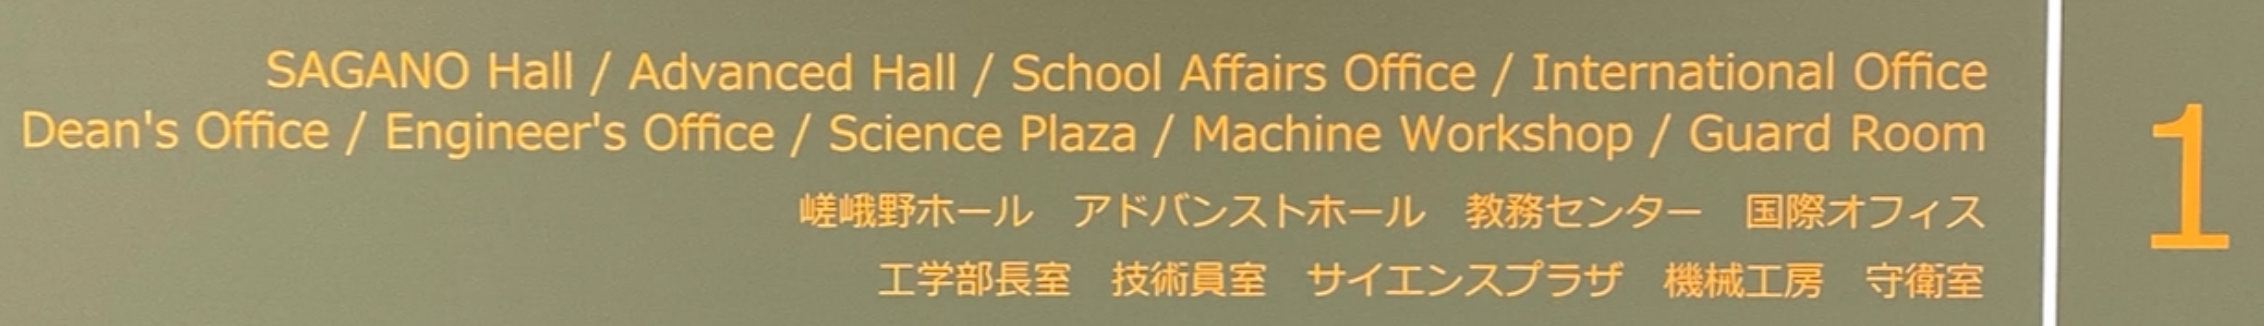 SAGANO Hall / Advanced Hall / School Affairs Office / International Office
Dean's Office / Engineer's Office / Science Plaza / Machine Workshop / Guard Room
嵯峨野ホール　アドバンストホール　教務センター　国際オフィス
工学部長室　技術員室　サイエンスプラザ　機械工房　守衛室
1